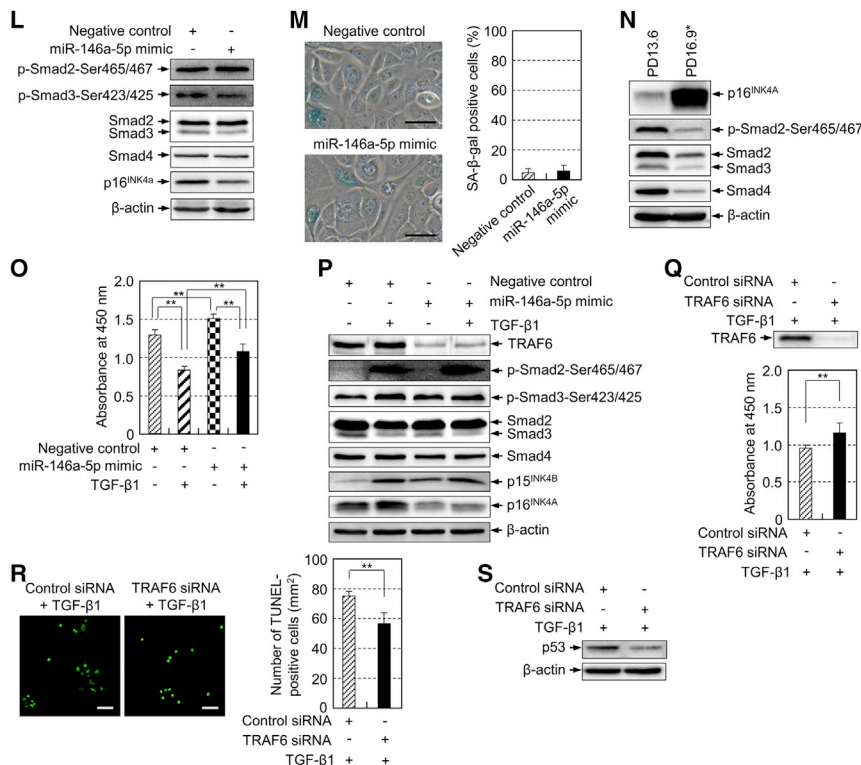 L
Negative control + -
miR-146a-5p mimic - +
p-Smad2-Ser465/467
p-Smad3-Ser423/425
Smad2
Smad3
Smad4
p16INK4a
β-actin
M
Negative control
miR-146a-5p mimic
SA-β-gal positive cells (%)
100
80
60
40
20
0
Negative control
miR-146a-5p
mimic
N
PD13.6
PD16.9*
p16INK4A
p-Smad2-Ser465/467
Smad2
Smad3
Smad4
β-actin
O
Absorbance at 450 nm
2.0
1.5
1.0
0.5
0
**
**
**
**
Negative control + + - -
miR-146a-5p mimic - - + +
TGF-β1 - + - +
P
+ + - - Negative control
- - + + miR-146a-5p mimic
- + - + TGF-β1
TRAF6
p-Smad2-Ser465/467
p-Smad3-Ser423/425
Smad2
Smad3
Smad4
p15INK4B
p16INK4A
β-actin
Q
Control siRNA + -
TRAF6 siRNA - +
TGF-β1 + +
TRAF6
Absorbance at 450 nm
2.0
1.5
1.0
0.5
0
**
Control siRNA + -
TRAF6 siRNA - +
TGF-β1 + +
R
Control siRNA
+ TGF-β1
TRAF6 siRNA
+ TGF-β1
Number of TUNEL-
positive cells (mm2)
100
80
60
40
20
0
**
Control siRNA + -
TRAF6 siRNA - +
TGF-β1 + +
S
Control siRNA + -
TRAF6 siRNA - +
TGF-β1 + +
p53
β-actin